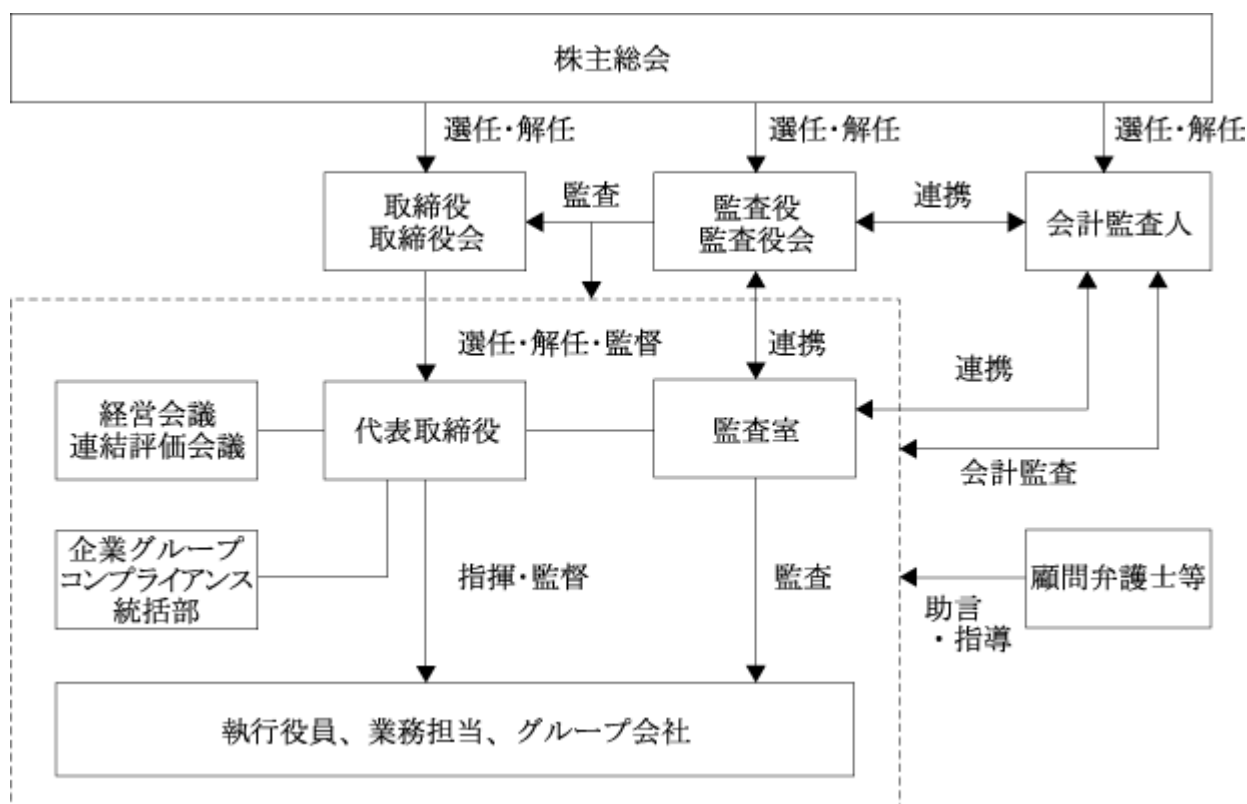 株主総会
選任・解任
選任・解任
選任・解任
取締役
取締役会
監査
監査役
監査役会
連携
会計監査人
選任・解任・監督
連携
連携
経営会議
連結評価会議
代表取締役
監査室
会計監査
企業グループ
コンプライアンス
統括部
指揮・監督
監査
顧問弁護士等
助言
・指導
執行役員、業務担当、グループ会社